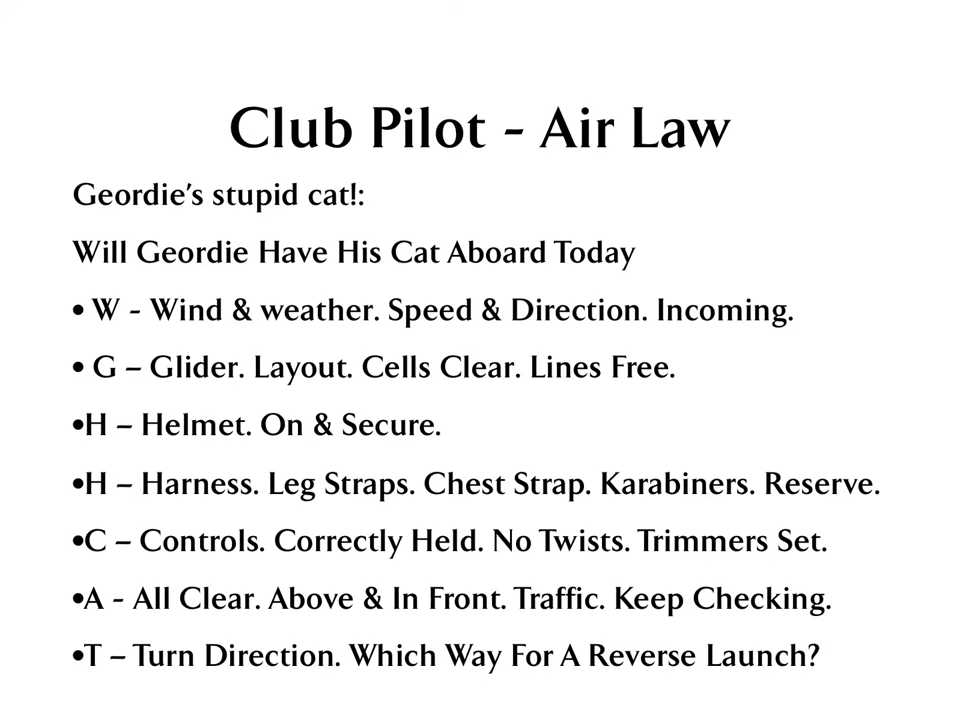 Club Pilot - Air Law
Geordie’s stupid cat!:
Will Geordie Have His Cat Aboard Today
• W - Wind & weather. Speed & Direction. Incoming.
• G – Glider. Layout. Cells Clear. Lines Free.
•H – Helmet. On & Secure.
•H – Harness. Leg Straps. Chest Strap. Karabiners. Reserve.
•C – Controls. Correctly Held. No Twists. Trimmers Set.
•A - All Clear. Above & In Front. Traffic. Keep Checking.
•T – Turn Direction. Which Way For A Reverse Launch?